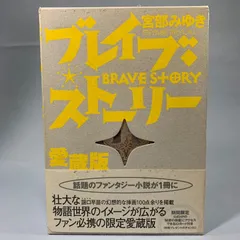 宮部みゆき
ブレイブ・
BRAVE STORY
ストーリー
愛蔵版
話題のファンタジー小説が1冊に
壮大な
物語世界のイメージが広がる
ファン必携の限定愛蔵版